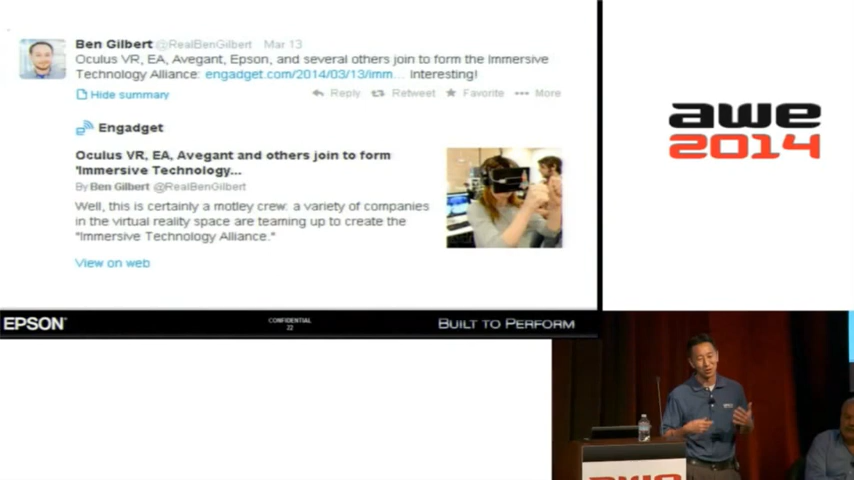 Ben Gilbert @RealBenGilbert Mar 13
Oculus VR, EA, Avegant, Epson, and several others join to form the Immersive
Technology Alliance: engadget.com/2014/03/13/imm... Interesting!
Hide summary
Reply Retweet Favorite More
Engadget
Oculus VR, EA, Avegant and others join to form
'Immersive Technology...
By Ben Gilbert @RealBenGilbert
Well, this is certainly a motley crew: a variety of companies
in the virtual reality space are teaming up to create the
"Immersive Technology Alliance."
View on web
EPSON
CONFIDENTIAL
22
BUILT TO PERFORM
awe
2014